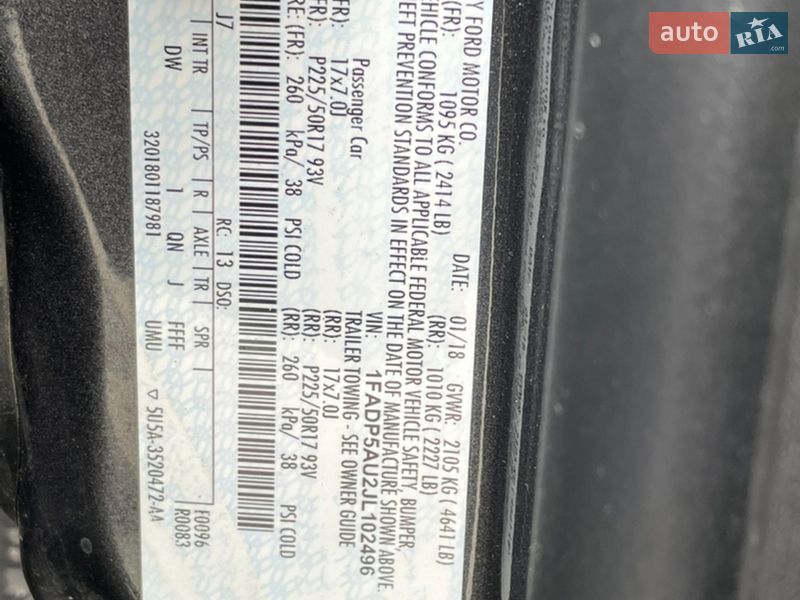 auto RIA
.com
Y FORD MOTOR CO.
DATE: 01/18 GVWR: 2105 KG ( 4641 LB)
(FR): 1095 KG ( 2414 LB) (RR): 1010 KG ( 2227 LB)
EHICLE CONFORMS TO ALL APPLICABLE FEDERAL MOTOR VEHICLE SAFETY, BUMPER,
EFT PREVENTION STANDARDS IN EFFECT ON THE DATE OF MANUFACTURE SHOWN ABOVE.
VIN: 1FADP5AU2JL102496
Passenger Car TRAILER TOWING - SEE OWNER GUIDE
FR): 17x7.0J (RR): 17x7.0J
FR): P225/50R17 93V (RR): P225/50R17 93V
RE: (FR): 260 kPa/ 38 PSI COLD (RR): 260 kPa/ 38 PSI COLD
J7 RC: 13 DSO:
INT TR TP/PS R AXLE TR SPR F0096
DW 1 QN J FFFF R0083
3201801187981 UMU ▽ 5U5A-3520472-AA